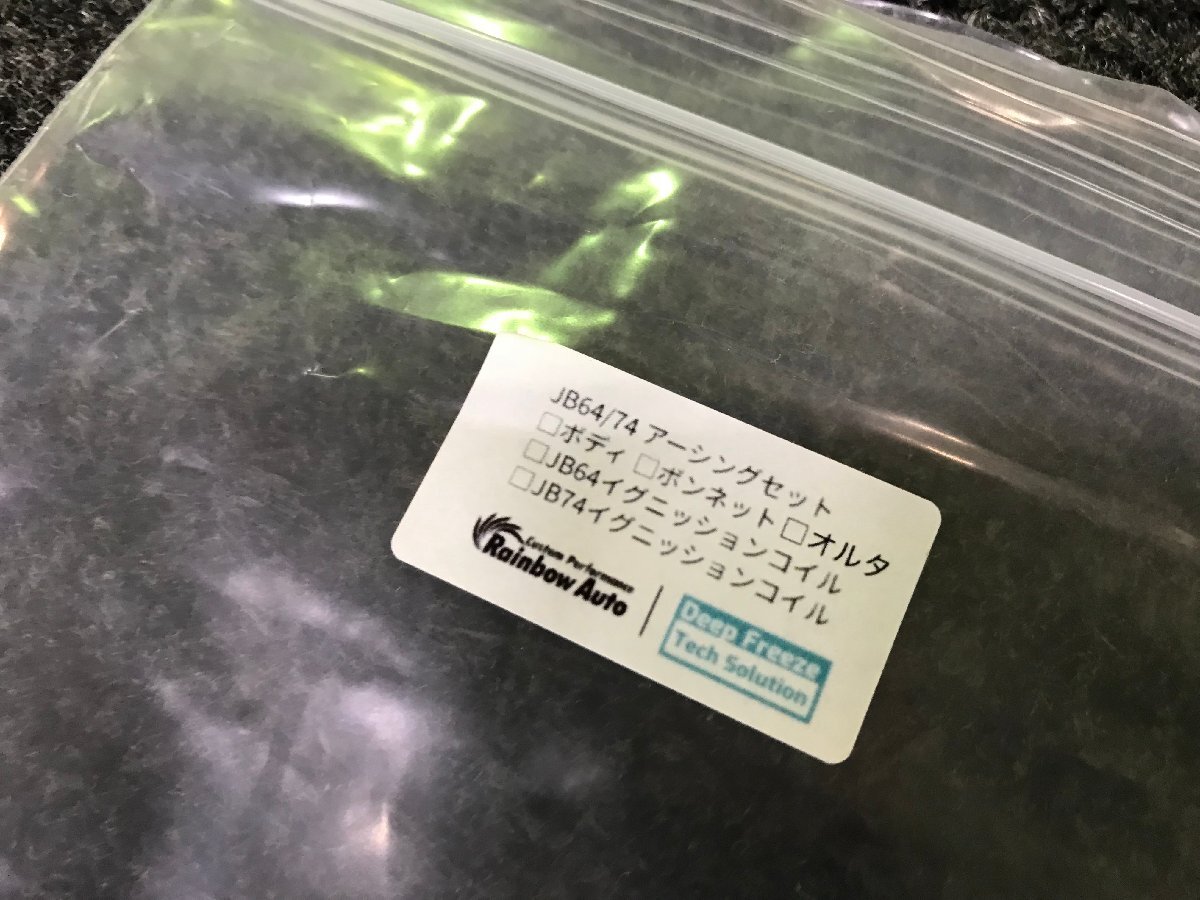 JB64/74 アーシングセット
□ボディ □ボンネット □オルタ
□JB64イグニッションコイル
□JB74イグニッションコイル
Custom Performance
Rainbow Auto
Deep Freeze
Tech Solution